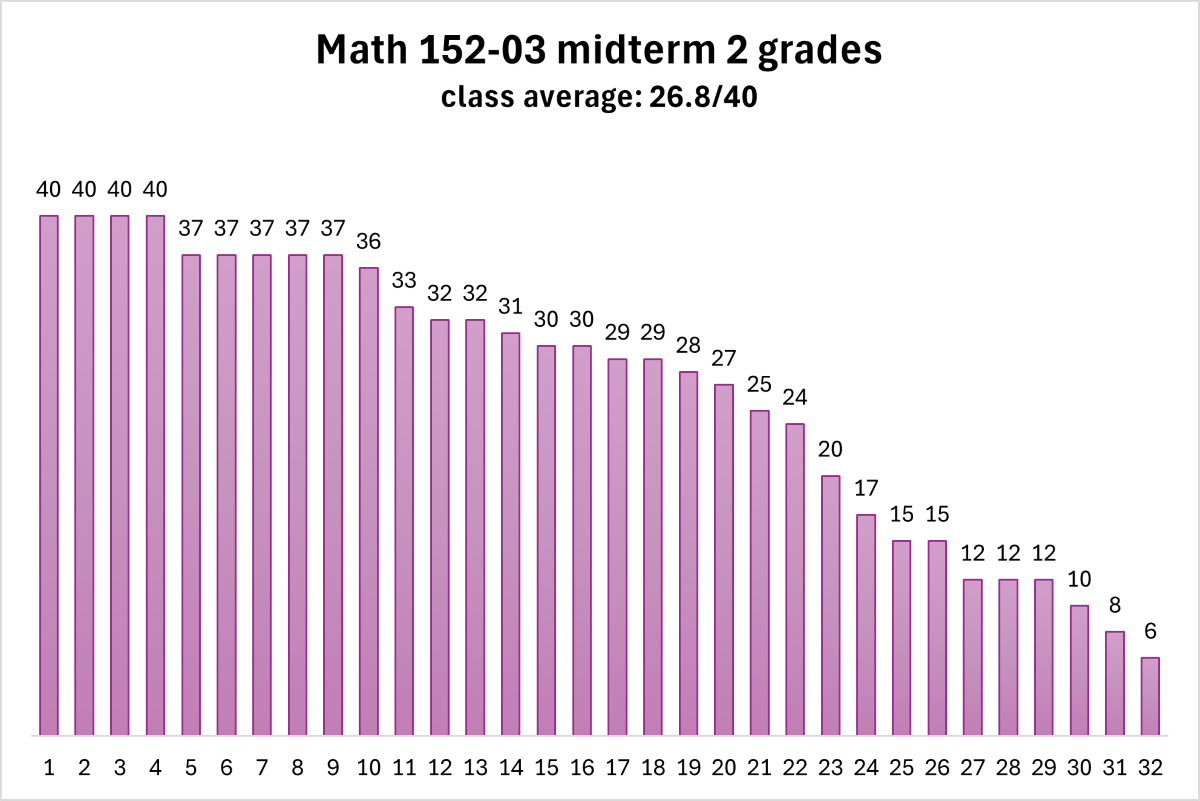 Math 152-03 midterm 2 grades
class average: 26.8/40
40 40 40 40 37 37 37 37 37 36 33 32 32 31 30 30 29 29 28 27 25 24 20 17 15 15 12 12 12 10 8 6
1 2 3 4 5 6 7 8 9 10 11 12 13 14 15 16 17 18 19 20 21 22 23 24 25 26 27 28 29 30 31 32